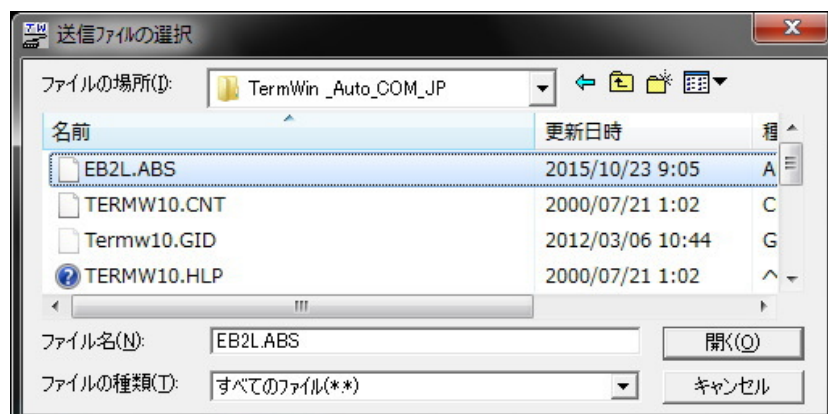 送信ファイルの選択
ファイルの場所(I): TermWin _Auto_COM_JP
名前 更新日時 種
EB2L.ABS 2015/10/23 9:05 A
TERMW10.CNT 2000/07/21 1:02 C
Termw10.GID 2012/03/06 10:44 G
TERMW10.HLP 2000/07/21 1:02 ヘ
ファイル名(N): EB2L.ABS 開く(O)
ファイルの種類(T): すべてのファイル(*.*) キャンセル